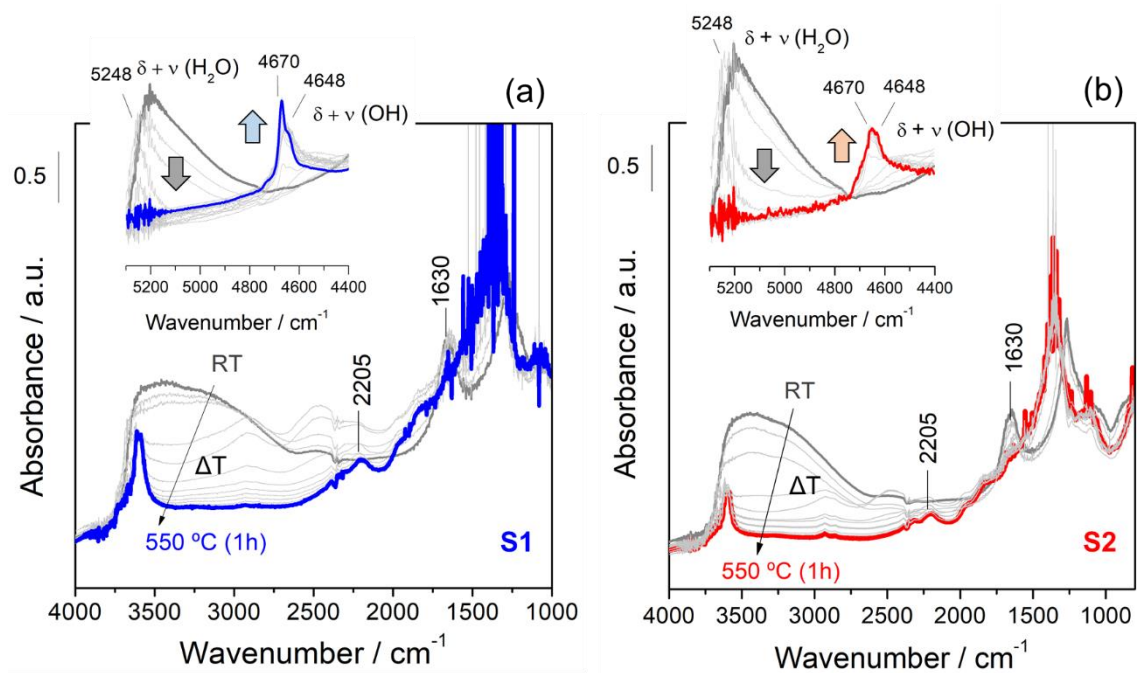 5248
δ + ν (H₂O)
4670
4648
δ + ν (OH)
(a)
0.5
5200 5000 4800 4600 4400
Wavenumber / cm⁻¹
1630
RT
2205
ΔT
550 ºC (1h)
S1
Absorbance / a.u.
4000 3500 3000 2500 2000 1500 1000
Wavenumber / cm⁻¹
5248
δ + ν (H₂O)
4670
4648
δ + ν (OH)
(b)
0.5
5200 5000 4800 4600 4400
Wavenumber / cm⁻¹
1630
RT
2205
ΔT
550 ºC (1h)
S2
Absorbance / a.u.
4000 3500 3000 2500 2000 1500 1000
Wavenumber / cm⁻¹